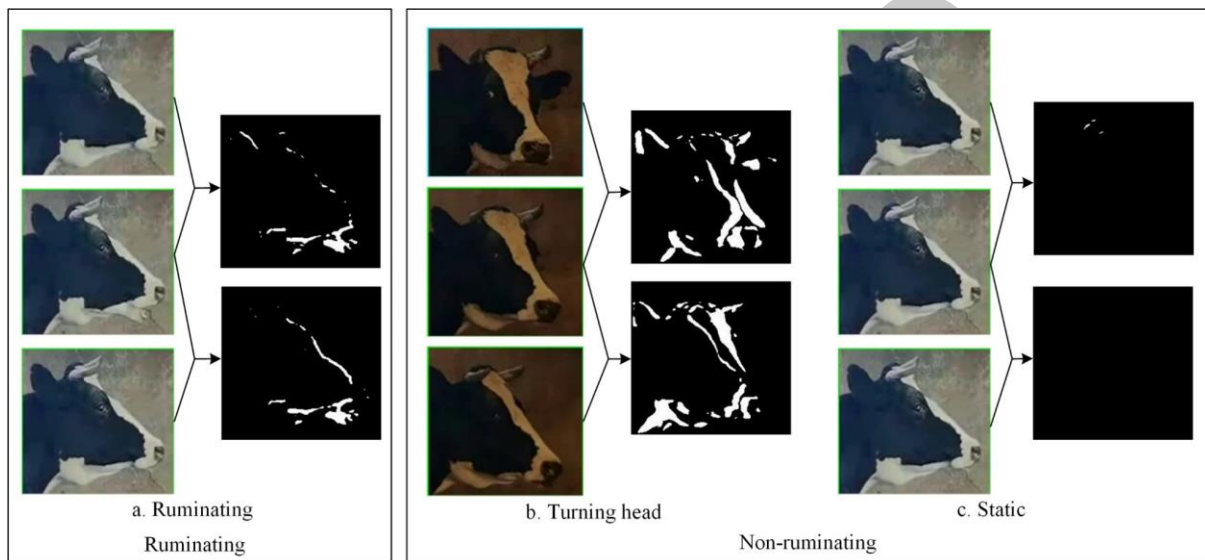 a. Ruminating
Ruminating
b. Turning head
c. Static
Non-ruminating